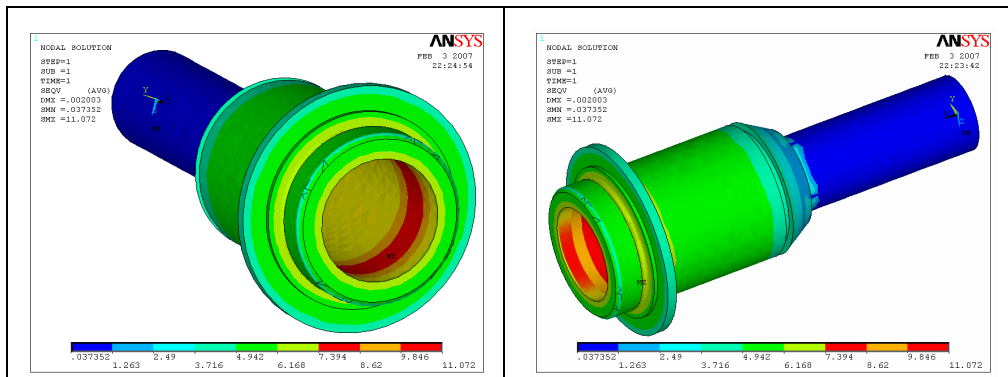 1
ANSYS
NODAL SOLUTION
FEB 3 2007
22:24:54
STEP=1
SUB =1
TIME=1
SEQV (AVG)
DMX =.002003
SMN =.037352
SMX =11.072
Y
MX
.037352 2.49 4.942 7.394 9.846
1.263 3.716 6.168 8.62 11.072
1
ANSYS
NODAL SOLUTION
FEB 3 2007
22:23:42
STEP=1
SUB =1
TIME=1
SEQV (AVG)
DMX =.002003
SMN =.037352
SMX =11.072
Y
MX
.037352 2.49 4.942 7.394 9.846
1.263 3.716 6.168 8.62 11.072